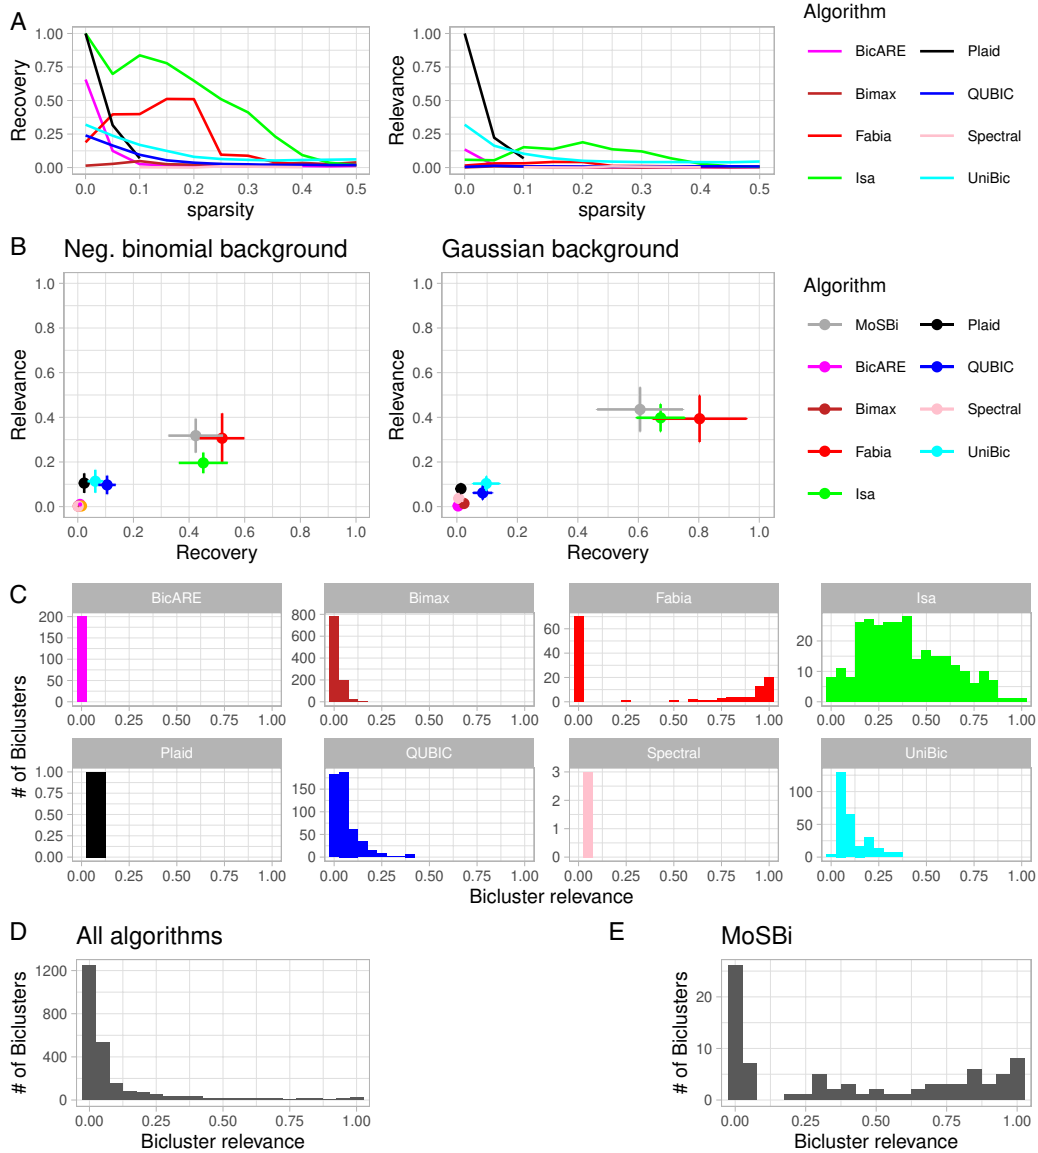 A
Recovery
1.00
0.75
0.50
0.25
0.00
0.0 0.1 0.2 0.3 0.4 0.5
sparsity
Relevance
1.00
0.75
0.50
0.25
0.00
0.0 0.1 0.2 0.3 0.4 0.5
sparsity
Algorithm
BicARE Plaid
Bimax QUBIC
Fabia Spectral
Isa UniBic
B
Neg. binomial background
Relevance
1.0
0.8
0.6
0.4
0.2
0.0
0.0 0.2 0.4 0.6 0.8 1.0
Recovery
Gaussian background
Relevance
1.0
0.8
0.6
0.4
0.2
0.0
0.0 0.2 0.4 0.6 0.8 1.0
Recovery
Algorithm
MoSBi Plaid
BicARE QUBIC
Bimax Spectral
Fabia UniBic
Isa
C
# of Biclusters
BicARE
200
150
100
50
0
0.00 0.25 0.50 0.75 1.00
Bimax
800
600
400
200
0
0.00 0.25 0.50 0.75 1.00
Fabia
60
40
20
0
0.00 0.25 0.50 0.75 1.00
Isa
20
10
0
0.00 0.25 0.50 0.75 1.00
Plaid
1.00
0.75
0.50
0.25
0.00
0.00 0.25 0.50 0.75 1.00
QUBIC
150
100
50
0
0.00 0.25 0.50 0.75 1.00
Spectral
3
2
1
0
0.00 0.25 0.50 0.75 1.00
UniBic
100
50
0
0.00 0.25 0.50 0.75 1.00
Bicluster relevance
D
All algorithms
# of Biclusters
1200
800
400
0
0.00 0.25 0.50 0.75 1.00
Bicluster relevance
E
MoSBi
# of Biclusters
20
10
0
0.00 0.25 0.50 0.75 1.00
Bicluster relevance